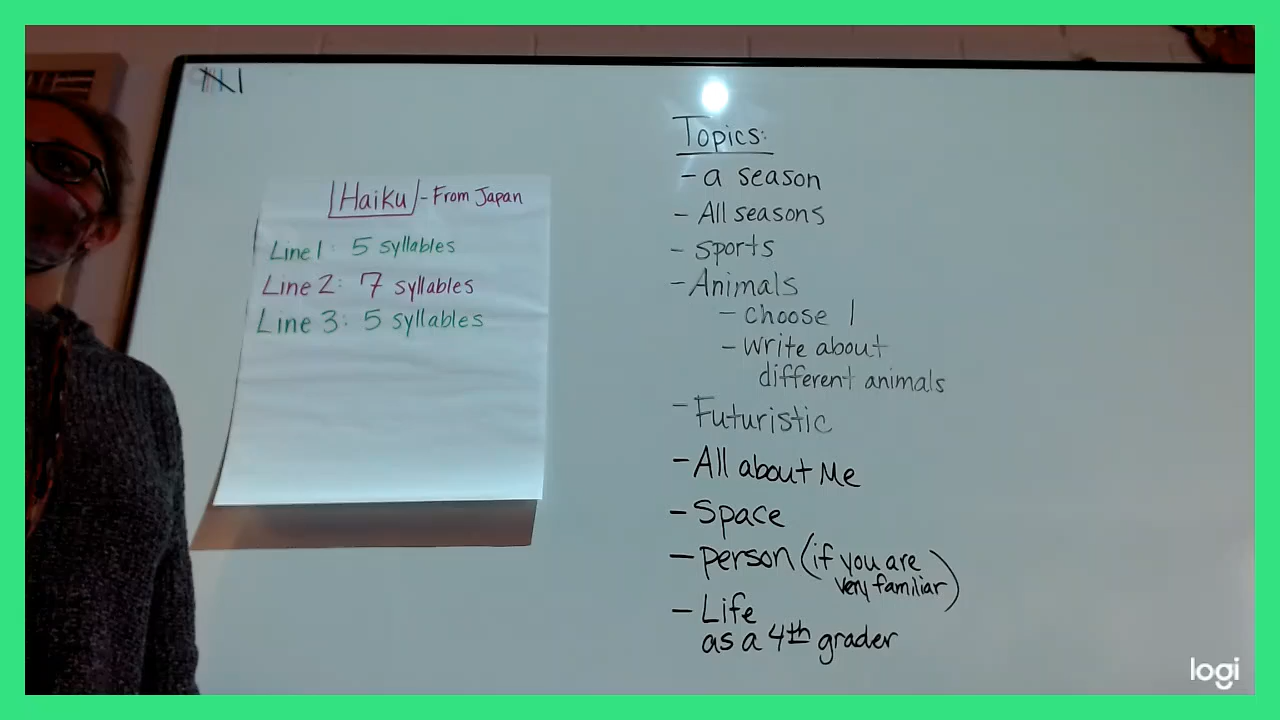 Haiku - From Japan
Line 1: 5 syllables
Line 2: 7 syllables
Line 3: 5 syllables
Topics:
- a season
- All seasons
- Sports
- Animals
- choose 1
- write about
different animals
- Futuristic
- All about Me
- Space
- person (if you are
very familiar)
- Life
as a 4th grader
logi